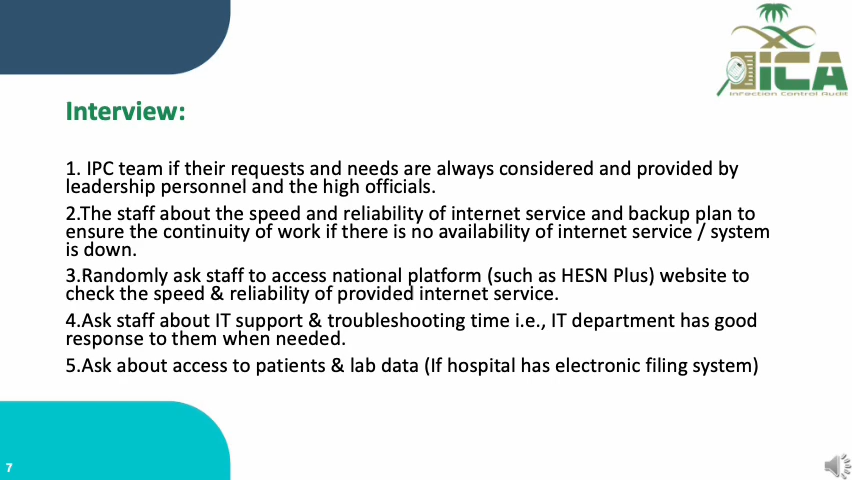 iCA
Infection Control Audit
Interview:
1. IPC team if their requests and needs are always considered and provided by
leadership personnel and the high officials.
2.The staff about the speed and reliability of internet service and backup plan to
ensure the continuity of work if there is no availability of internet service / system
is down.
3.Randomly ask staff to access national platform (such as HESN Plus) website to
check the speed & reliability of provided internet service.
4.Ask staff about IT support & troubleshooting time i.e., IT department has good
response to them when needed.
5.Ask about access to patients & lab data (If hospital has electronic filing system)
7